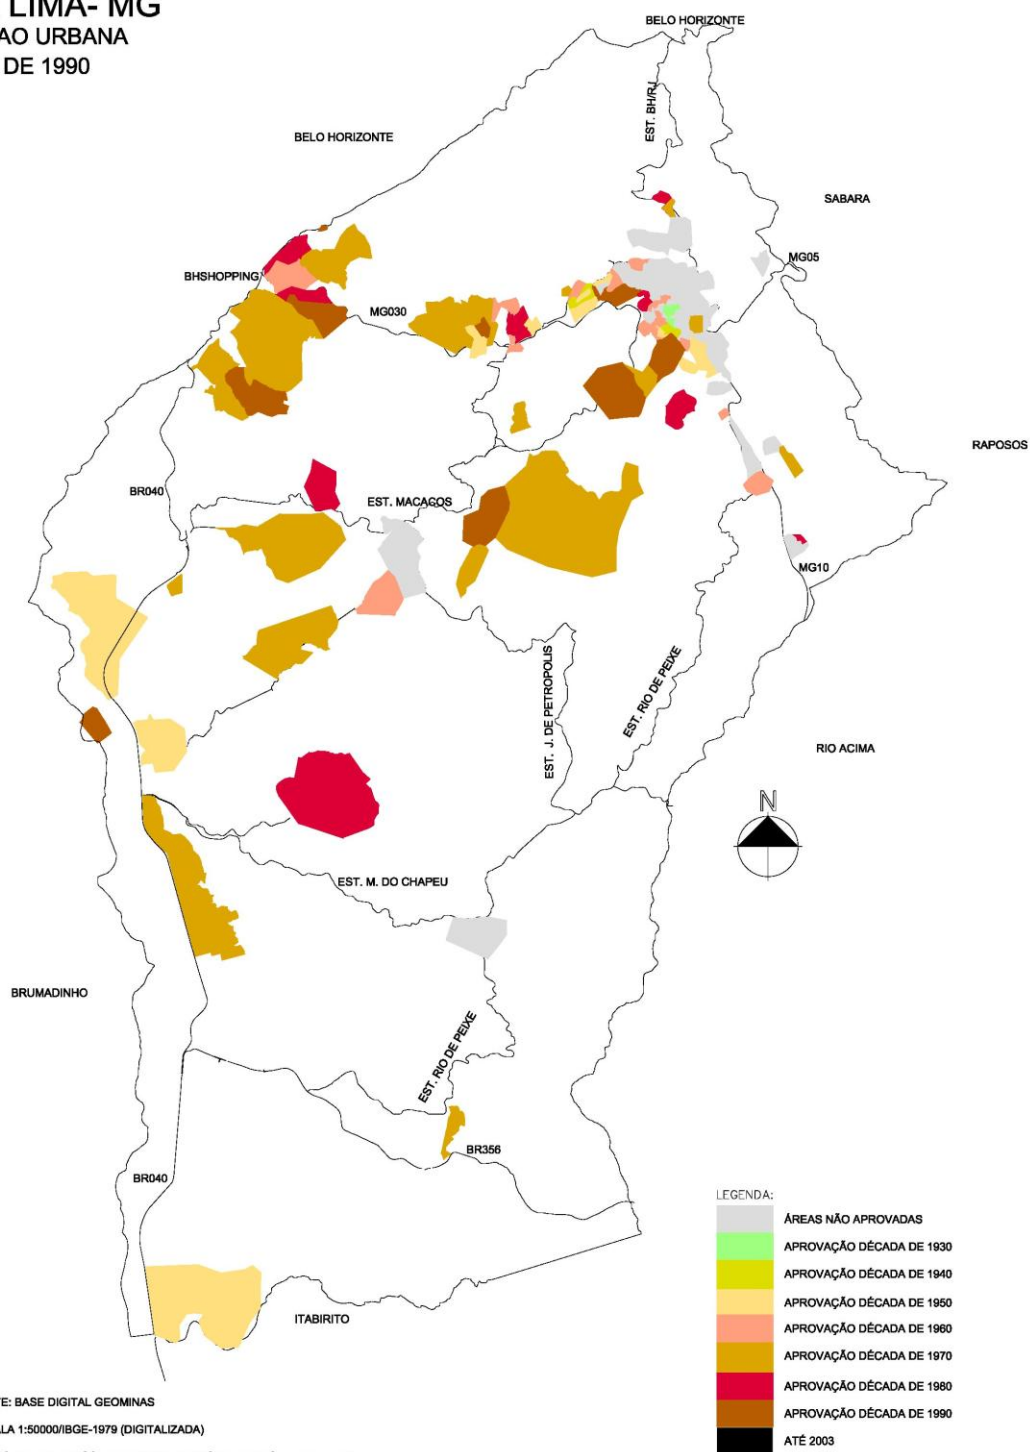 LIMA- MG
AO URBANA
DE 1990
BELO HORIZONTE
EST. BH/RJ
BELO HORIZONTE
SABARA
MG05
BHSHOPPING
MG030
RAPOSOS
BR040
EST. MACACOS
MG10
EST. J. DE PETROPOLIS
EST. RIO DE PEIXE
RIO ACIMA
N
EST. M. DO CHAPEU
BRUMADINHO
EST. RIO DE PEIXE
BR356
BR040
ITABIRITO
LEGENDA:
ÁREAS NÃO APROVADAS
APROVAÇÃO DÉCADA DE 1930
APROVAÇÃO DÉCADA DE 1940
APROVAÇÃO DÉCADA DE 1950
APROVAÇÃO DÉCADA DE 1960
APROVAÇÃO DÉCADA DE 1970
APROVAÇÃO DÉCADA DE 1980
APROVAÇÃO DÉCADA DE 1990
ATÉ 2003
TE: BASE DIGITAL GEOMINAS
ALA 1:50000/IBGE-1979 (DIGITALIZADA)